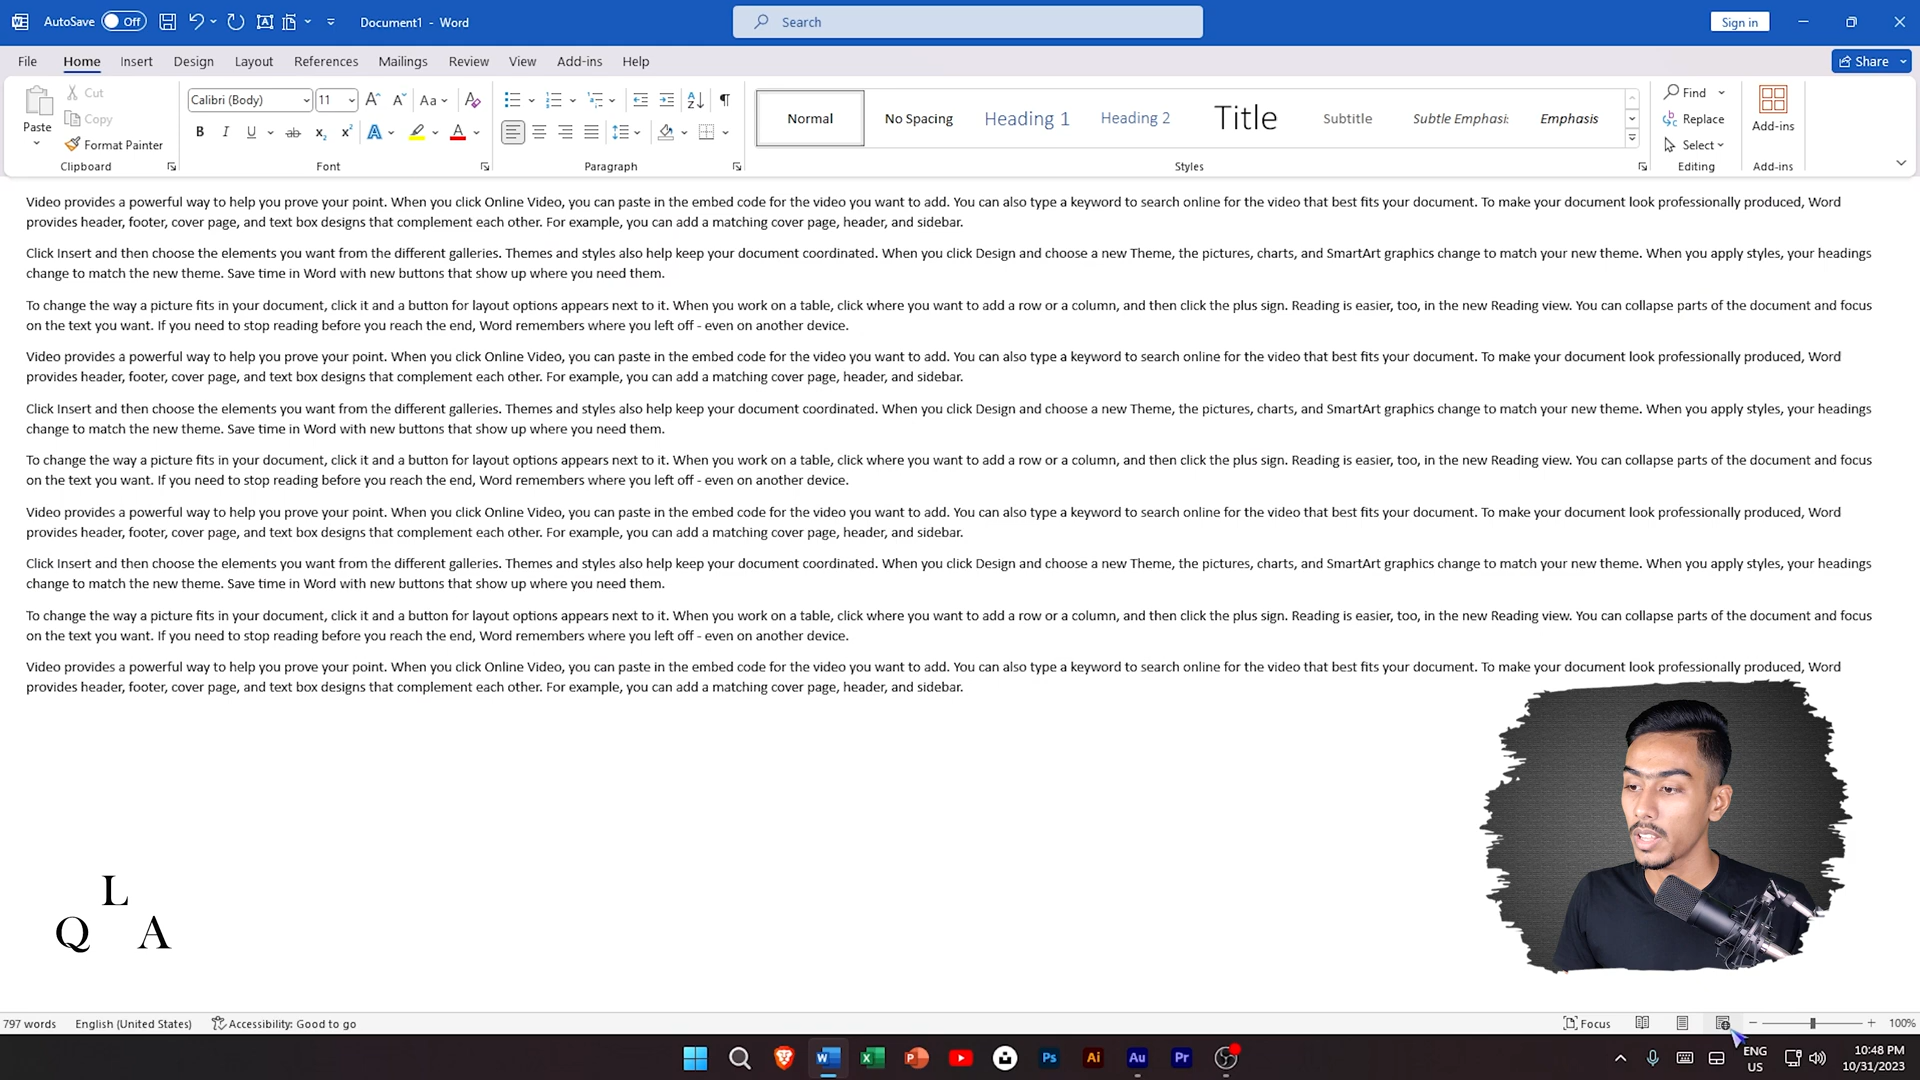 AutoSave Off Document1 - Word Search Sign in
File Home Insert Design Layout References Mailings Review View Add-ins Help Share
Paste Cut Copy Format Painter Clipboard
Calibri (Body) 11 Aa B I U ab x₂ x² A A Font
Paragraph
Normal No Spacing Heading 1 Heading 2 Title Subtitle Subtle Emphasi: Emphasis Styles
Find Replace Select Editing
Add-ins Add-ins
Video provides a powerful way to help you prove your point. When you click Online Video, you can paste in the embed code for the video you want to add. You can also type a keyword to search online for the video that best fits your document. To make your document look professionally produced, Word
provides header, footer, cover page, and text box designs that complement each other. For example, you can add a matching cover page, header, and sidebar.
Click Insert and then choose the elements you want from the different galleries. Themes and styles also help keep your document coordinated. When you click Design and choose a new Theme, the pictures, charts, and SmartArt graphics change to match your new theme. When you apply styles, your headings
change to match the new theme. Save time in Word with new buttons that show up where you need them.
To change the way a picture fits in your document, click it and a button for layout options appears next to it. When you work on a table, click where you want to add a row or a column, and then click the plus sign. Reading is easier, too, in the new Reading view. You can collapse parts of the document and focus
on the text you want. If you need to stop reading before you reach the end, Word remembers where you left off - even on another device.
Video provides a powerful way to help you prove your point. When you click Online Video, you can paste in the embed code for the video you want to add. You can also type a keyword to search online for the video that best fits your document. To make your document look professionally produced, Word
provides header, footer, cover page, and text box designs that complement each other. For example, you can add a matching cover page, header, and sidebar.
Click Insert and then choose the elements you want from the different galleries. Themes and styles also help keep your document coordinated. When you click Design and choose a new Theme, the pictures, charts, and SmartArt graphics change to match your new theme. When you apply styles, your headings
change to match the new theme. Save time in Word with new buttons that show up where you need them.
To change the way a picture fits in your document, click it and a button for layout options appears next to it. When you work on a table, click where you want to add a row or a column, and then click the plus sign. Reading is easier, too, in the new Reading view. You can collapse parts of the document and focus
on the text you want. If you need to stop reading before you reach the end, Word remembers where you left off - even on another device.
Video provides a powerful way to help you prove your point. When you click Online Video, you can paste in the embed code for the video you want to add. You can also type a keyword to search online for the video that best fits your document. To make your document look professionally produced, Word
provides header, footer, cover page, and text box designs that complement each other. For example, you can add a matching cover page, header, and sidebar.
Click Insert and then choose the elements you want from the different galleries. Themes and styles also help keep your document coordinated. When you click Design and choose a new Theme, the pictures, charts, and SmartArt graphics change to match your new theme. When you apply styles, your headings
change to match the new theme. Save time in Word with new buttons that show up where you need them.
To change the way a picture fits in your document, click it and a button for layout options appears next to it. When you work on a table, click where you want to add a row or a column, and then click the plus sign. Reading is easier, too, in the new Reading view. You can collapse parts of the document and focus
on the text you want. If you need to stop reading before you reach the end, Word remembers where you left off - even on another device.
Video provides a powerful way to help you prove your point. When you click Online Video, you can paste in the embed code for the video you want to add. You can also type a keyword to search online for the video that best fits your document. To make your document look professionally produced, Word
provides header, footer, cover page, and text box designs that complement each other. For example, you can add a matching cover page, header, and sidebar.
L
Q A
797 words English (United States) Accessibility: Good to go Focus 100%
Ps Ai Au Pr ENG US 10:48 PM
10/31/2023